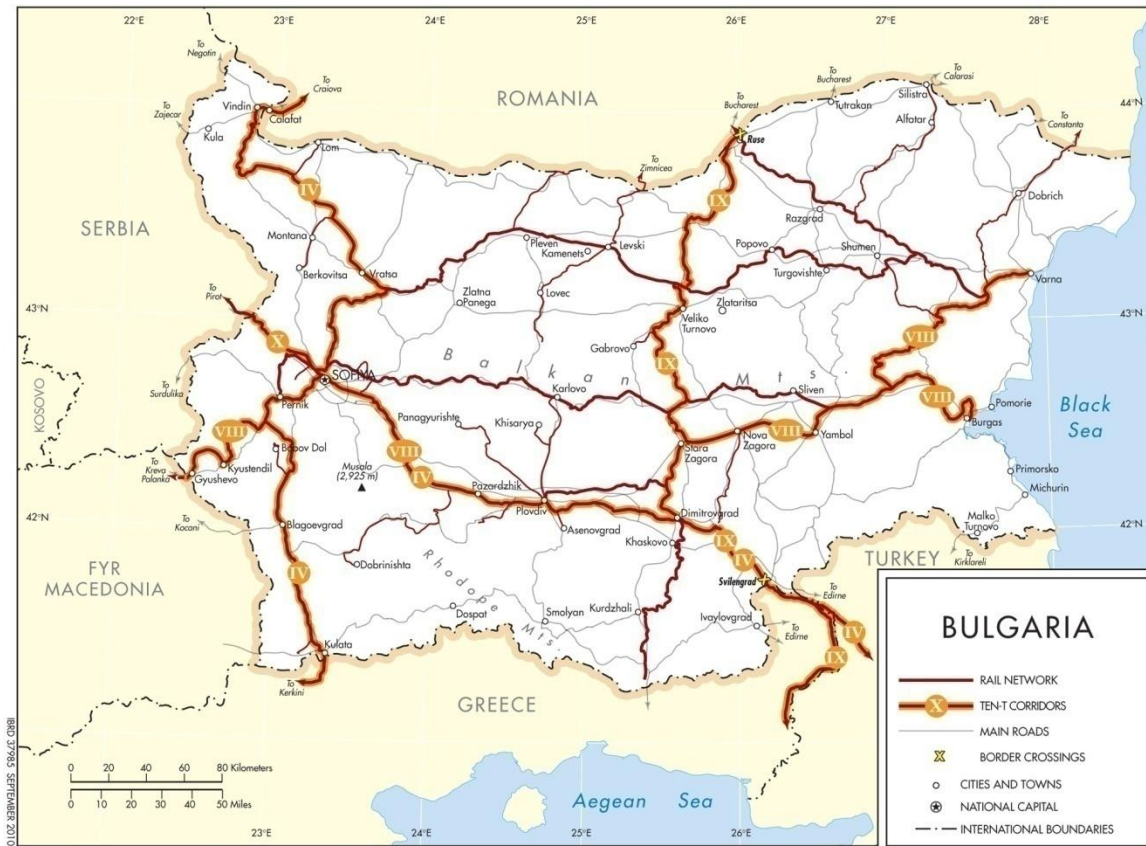 22°E
23°E
24°E
25°E
26°E
27°E
28°E
To
Negotin
To
Craiova
To
Zajecar
Vindin
Calafat
Kula
Lom
ROMANIA
To
Bucharest
To
Bucharest
Tutrakan
To
Calarasi
Silistra
Alfatar
44°N
To
Constanta
Ruse
To
Zimnicea
SERBIA
IV
IX
Dobrich
Razgrad
Montana
Berkovitsa
Vratsa
Pleven
Kamenets
Levski
Popovo
Shumen
Turgovishte
Varna
43°N
To
Pirot
Zlatna
Panega
Lovec
Zlataritsa
Veliko
Turnovo
43°N
X
Gabrovo
VIII
IX
Balkan Mts.
SOFIYA
To
Surdulika
KOSOVO
Pernik
Karlovo
Sliven
VIII
Pomorie
Burgas
Black
Sea
Panagyurishte
Khisarya
VIII
Bobov Dol
VIII
Stara
Zagora
Nova
Zagora
VIII
Yambol
To
Kreva
Palanka
Gyushevo
Kyustendil
Musala
(2,925 m)
IV
Pazardzhik
Primorsko
Michurin
42°N
Plovdiv
Dimitrovgrad
Malko
Turnovo
42°N
To
Kocani
Blagoevgrad
Asenovgrad
Khaskovo
IX
IV
TURKEY
To
Kirklareli
FYR
MACEDONIA
IV
Dobrinishta
Rhodope Mts.
Svilengrad
To
Edirne
Dospat
Smolyan
Kurdzhali
Ivaylovgrad
To
Edirne
IV
IX
Kulata
To
Kerkini
GREECE
BULGARIA
RAIL NETWORK
X
TEN-T CORRIDORS
MAIN ROADS
BORDER CROSSINGS
CITIES AND TOWNS
NATIONAL CAPITAL
INTERNATIONAL BOUNDARIES
0 20 40 60 80 Kilometers
0 10 20 30 40 50 Miles
Aegean Sea
23°E
24°E
25°E
26°E
IBRD 37985 SEPTEMBER 2010